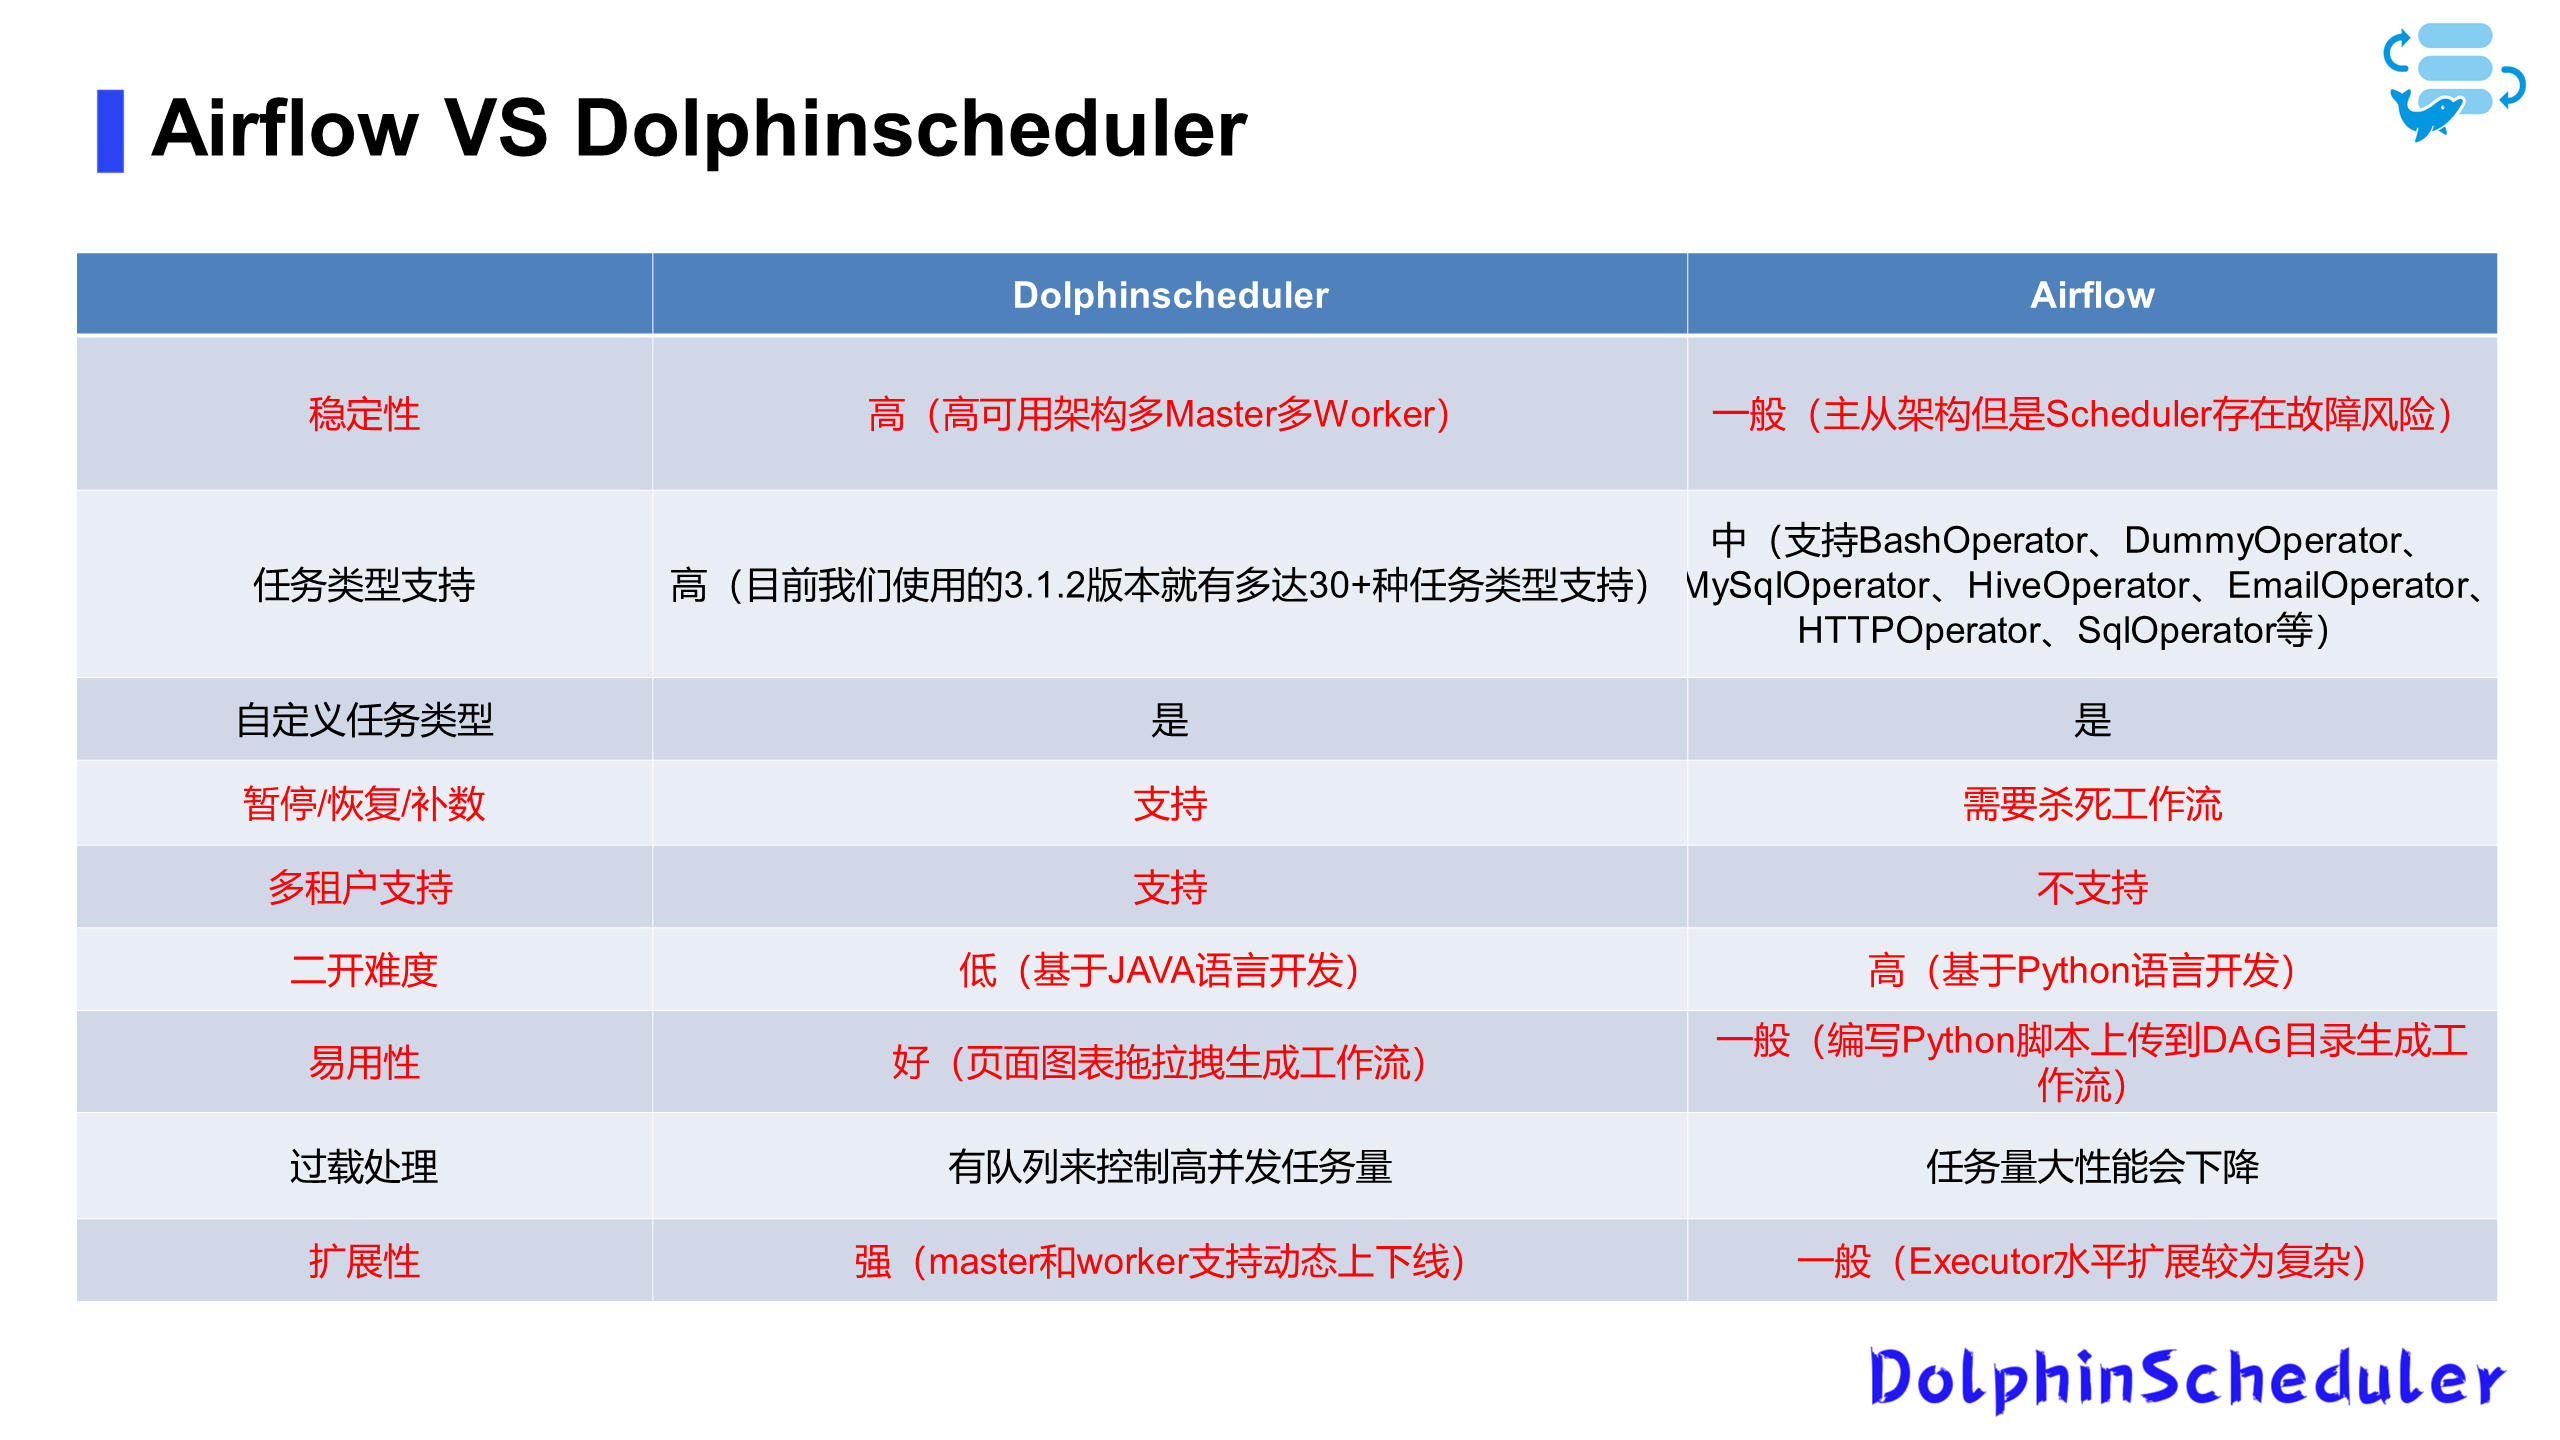 Airflow VS Dolphinscheduler
Dolphinscheduler
Airflow
稳定性
高（高可用架构多Master多Worker）
一般（主从架构但是Scheduler存在故障风险）
任务类型支持
高（目前我们使用的3.1.2版本就有多达30+种任务类型支持）
中（支持BashOperator、DummyOperator、
MySqlOperator、HiveOperator、EmailOperator、
HTTPOperator、SqlOperator等）
自定义任务类型
是
是
暂停/恢复/补数
支持
需要杀死工作流
多租户支持
支持
不支持
二开难度
低（基于JAVA语言开发）
高（基于Python语言开发）
易用性
好（页面图表拖拉拽生成工作流）
一般（编写Python脚本上传到DAG目录生成工
作流）
过载处理
有队列来控制高并发任务量
任务量大性能会下降
扩展性
强（master和worker支持动态上下线）
一般（Executor水平扩展较为复杂）
DolphinScheduler